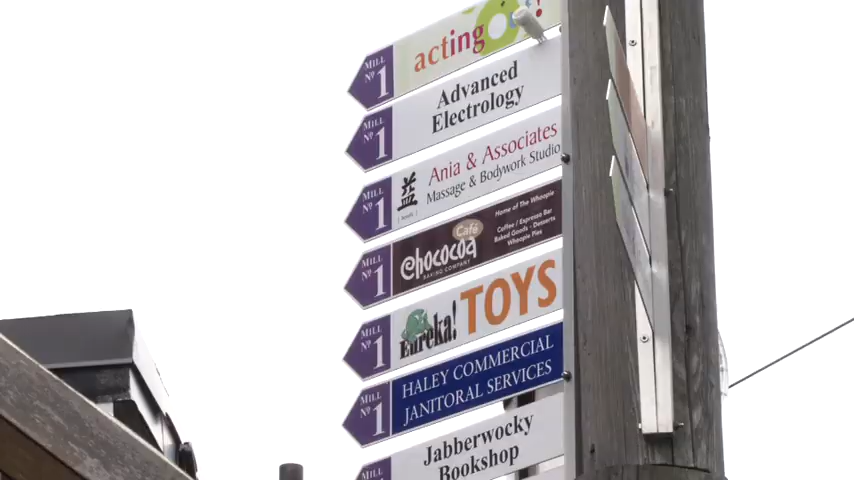 MILL
No 1
acting
MILL
No 1
Advanced
Electrology
MILL
No 1
Ania & Associates
Massage & Bodywork Studio
MILL
No 1
Café
Chococoa
BAKING COMPANY
Home of The Whoopie
Coffee / Espresso Bar
Baked Goods - Desserts
Whoopie Pies
MILL
No 1
Eureka! TOYS
MILL
No 1
HALEY COMMERCIAL
JANITORAL SERVICES
MILL
Jabberwocky
Bookshop